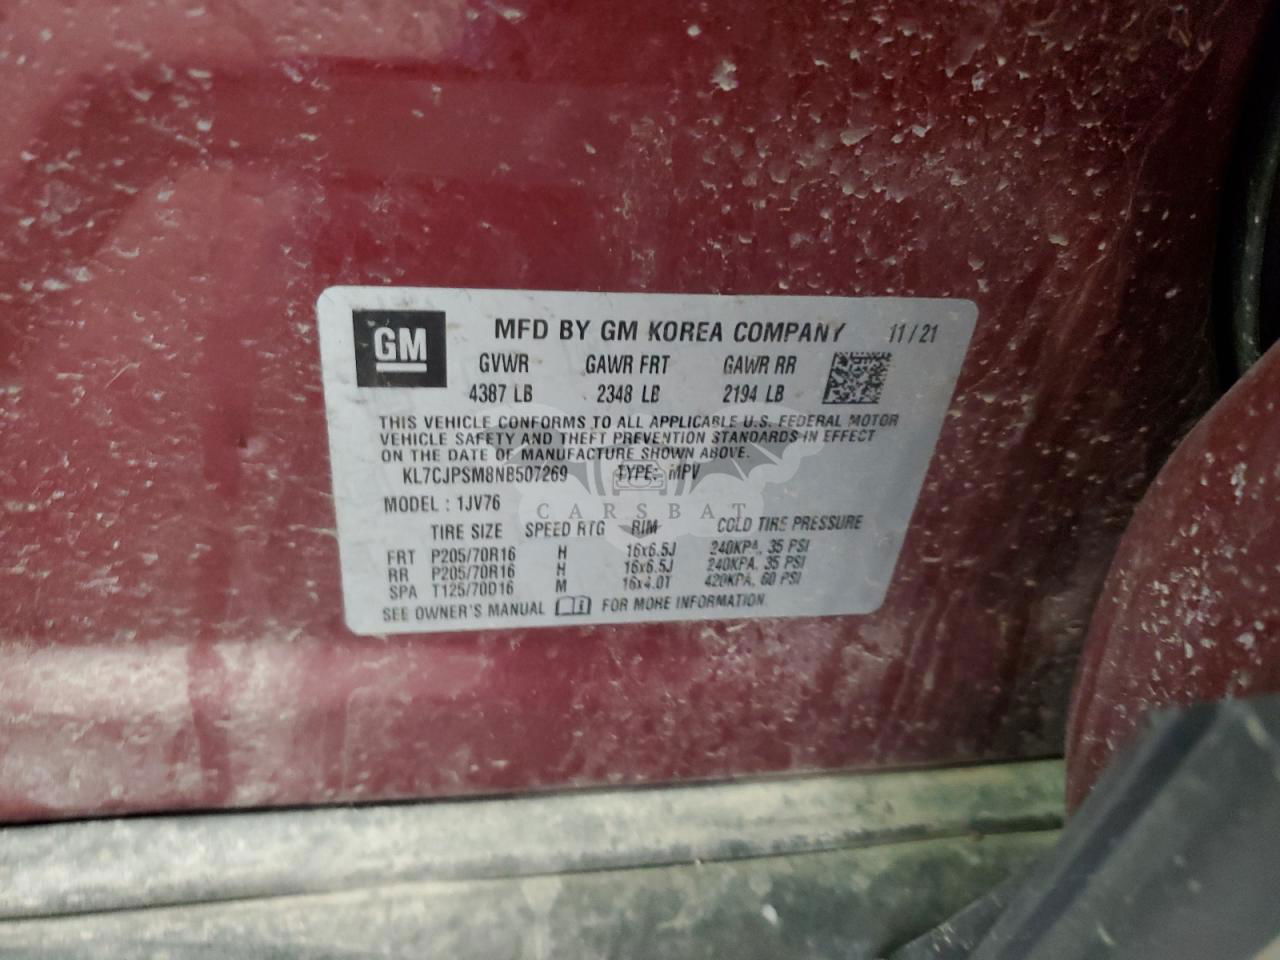 GM
MFD BY GM KOREA COMPANY 11/21
GVWR GAWR FRT GAWR RR
4387 LB 2348 LB 2194 LB
THIS VEHICLE CONFORMS TO ALL APPLICABLE U.S. FEDERAL MOTOR
VEHICLE SAFETY AND THEFT PREVENTION STANDARDS IN EFFECT
ON THE DATE OF MANUFACTURE SHOWN ABOVE.
KL7CJPSM8NB507269 TYPE: MPV
MODEL : 1JV76
CARSBAT
TIRE SIZE SPEED RTG RIM COLD TIRE PRESSURE
FRT P205/70R16 H 16x6.5J 240KPA, 35 PSI
RR P205/70R16 H 16x6.5J 240KPA, 35 PSI
SPA T125/70D16 M 16x4.0T 420KPA, 60 PSI
SEE OWNER'S MANUAL FOR MORE INFORMATION